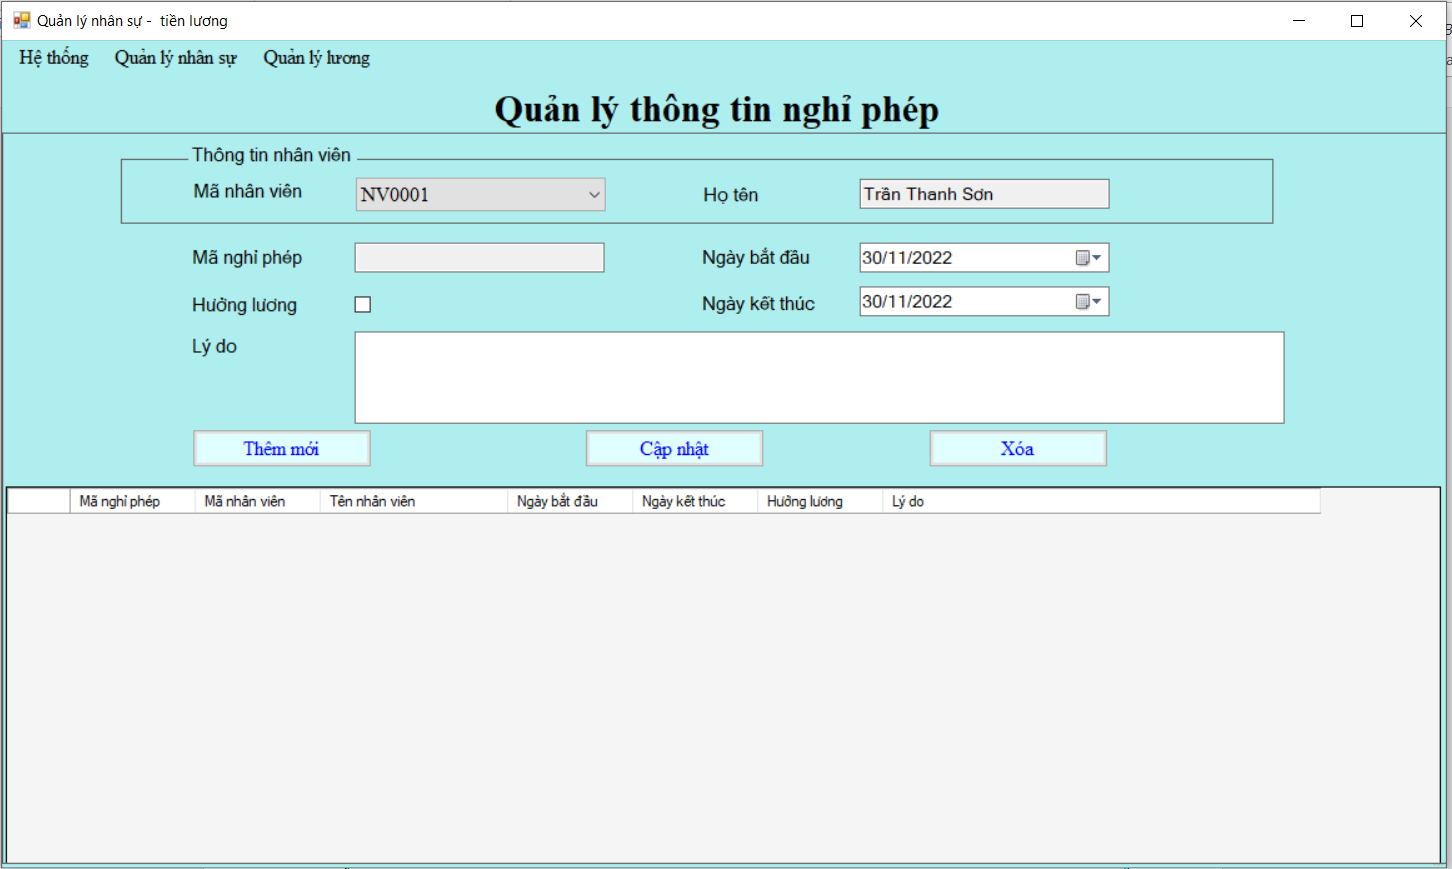 Quản lý nhân sự -  tiền lương
Hệ thống Quản lý nhân sự Quản lý lương
Quản lý thông tin nghỉ phép
Thông tin nhân viên
Mã nhân viên NV0001 Họ tên Trần Thanh Sơn
Mã nghỉ phép Ngày bắt đầu 30/11/2022
Hưởng lương Ngày kết thúc 30/11/2022
Lý do
Thêm mới Cập nhật Xóa
Mã nghỉ phép Mã nhân viên Tên nhân viên Ngày bắt đầu Ngày kết thúc Hưởng lương Lý do